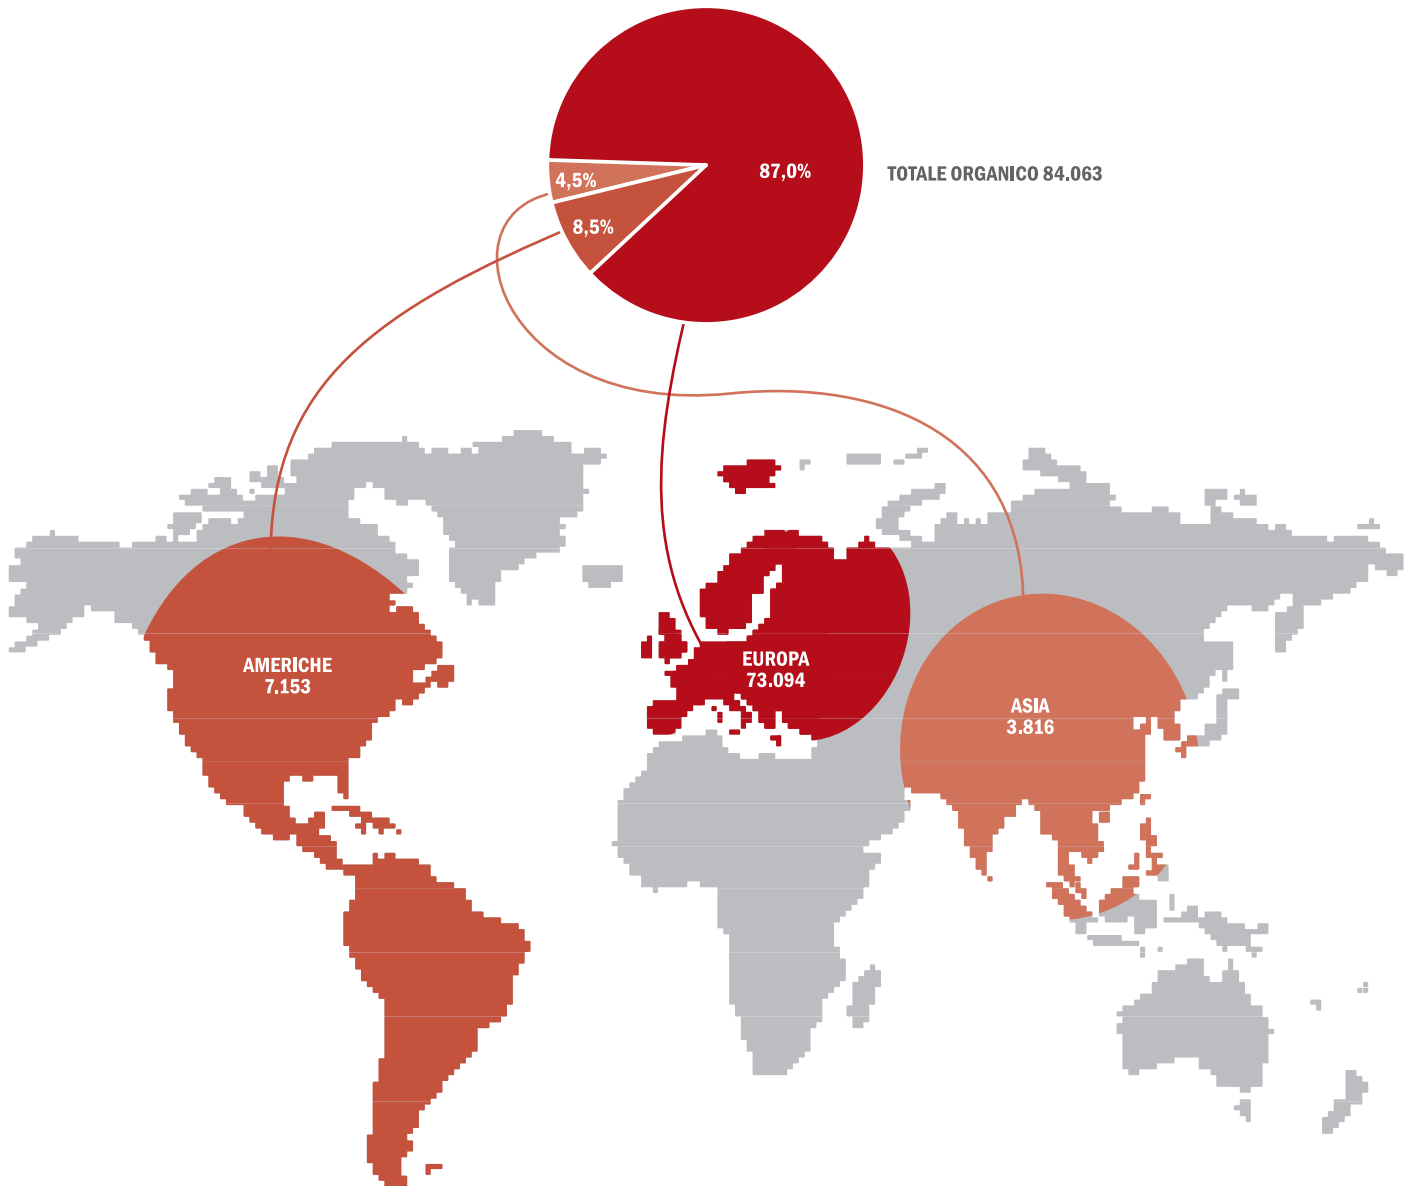 87,0%
TOTALE ORGANICO 84.063
4,5%
8,5%
AMERICHE
7.153
EUROPA
73.094
ASIA
3.816